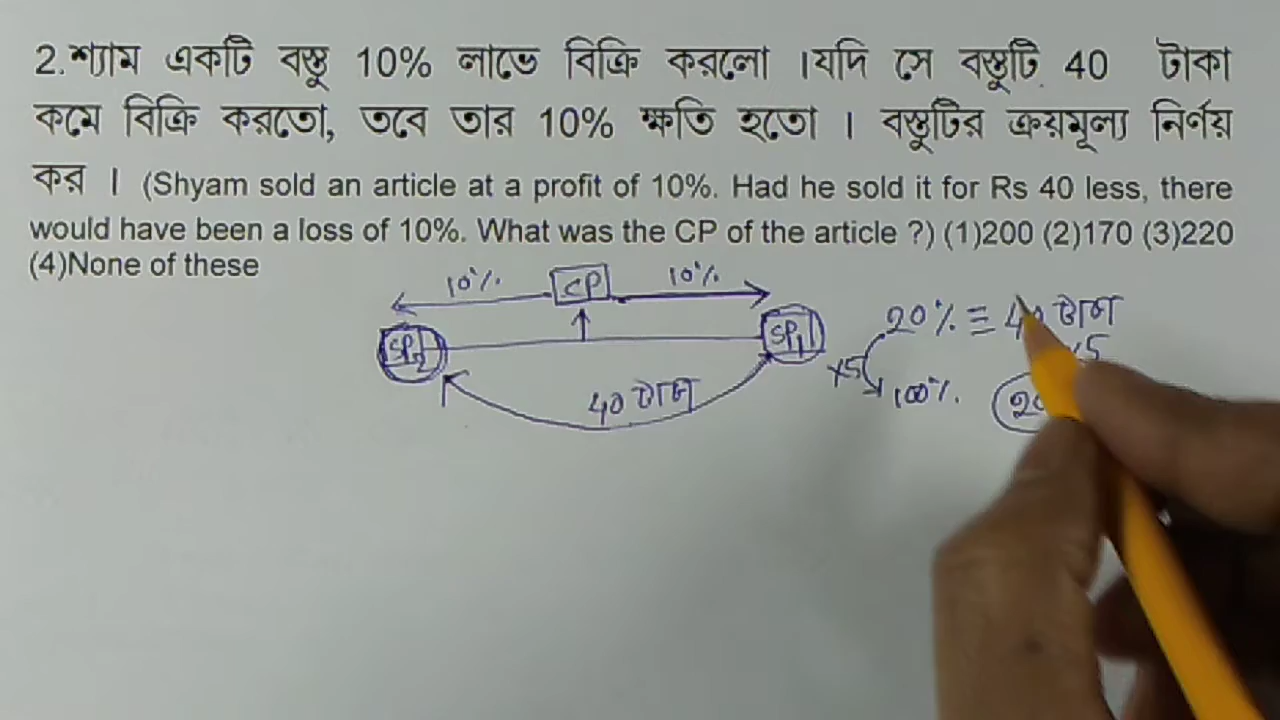 2.শ্যাম একটি বস্তু 10% লাভে বিক্রি করলো ।যদি সে বস্তুটি 40 টাকা
কমে বিক্রি করতো, তবে তার 10% ক্ষতি হতো । বস্তুটির ক্রয়মূল্য নির্ণয়
কর । (Shyam sold an article at a profit of 10%. Had he sold it for Rs 40 less, there
would have been a loss of 10%. What was the CP of the article ?) (1)200 (2)170 (3)220
(4)None of these
10% CP 10%
SP2 SP1 20% ≡ 40 টাকা
×5 ×5
40 টাকা 100%